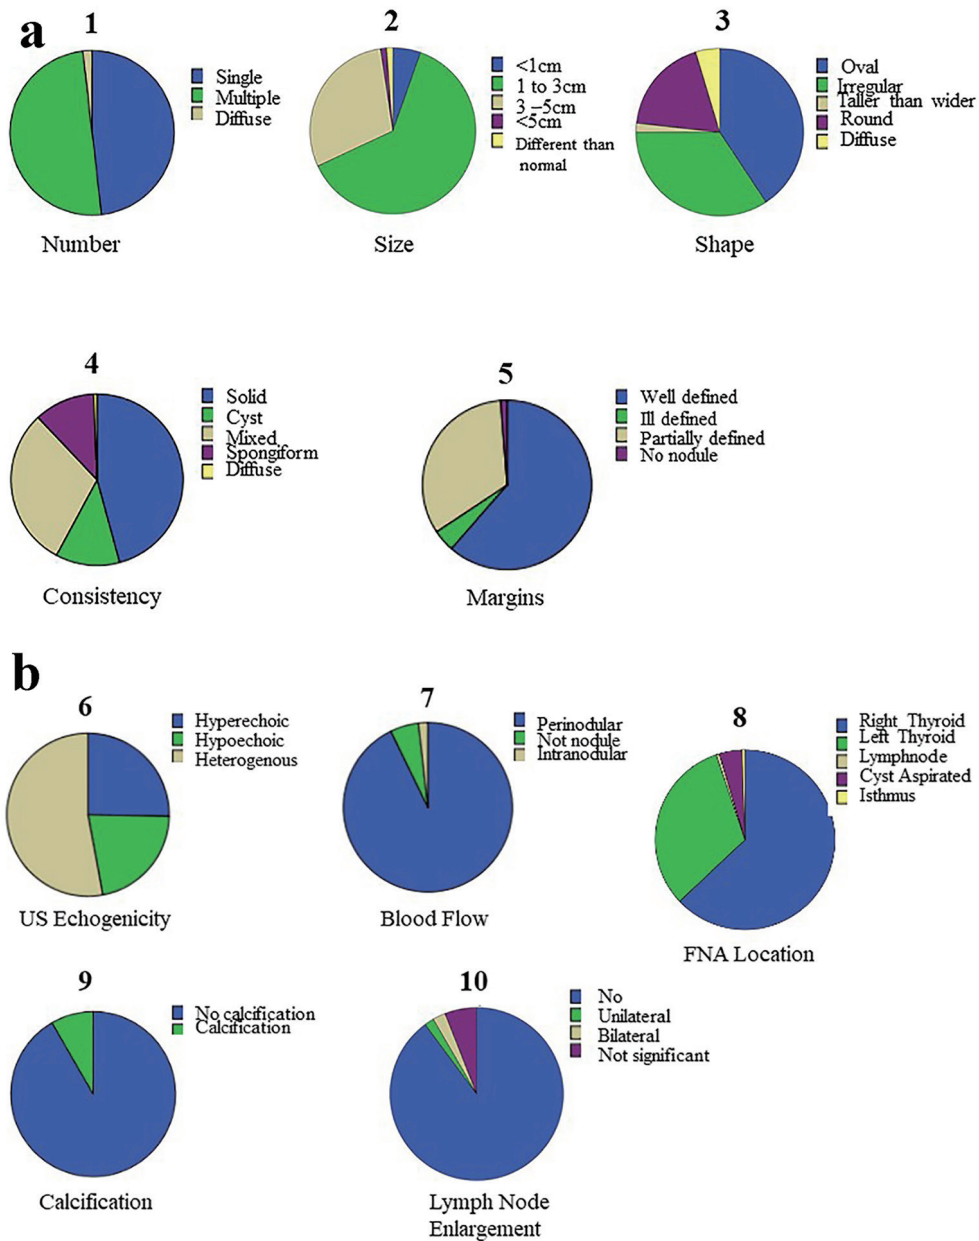 a
1
Single
Multiple
Diffuse
Number
2
<1cm
1 to 3cm
3 –5cm
<5cm
Different than
normal
Size
3
Oval
Irregular
Taller than wider
Round
Diffuse
Shape
4
Solid
Cyst
Mixed
Spongiform
Diffuse
Consistency
5
Well defined
Ill defined
Partially defined
No nodule
Margins
b
6
Hyperechoic
Hypoechoic
Heterogenous
US Echogenicity
7
Perinodular
Not nodule
Intranodular
Blood Flow
8
Right Thyroid
Left Thyroid
Lymphnode
Cyst Aspirated
Isthmus
FNA Location
9
No calcification
Calcification
Calcification
10
No
Unilateral
Bilateral
Not significant
Lymph Node
Enlargement